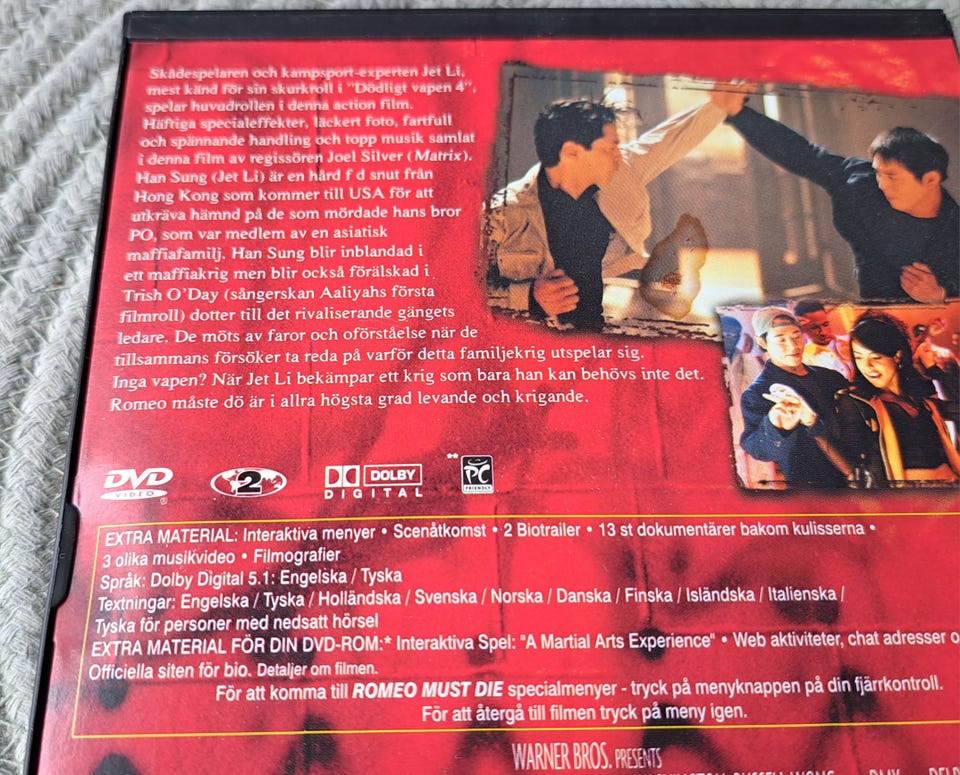 Skådespelaren och kampsport-experten Jet Li,
mest känd för sin skurkroll i "Dödligt vapen 4",
spelar huvudrollen i denna action film.
Häftiga specialeffekter, läckert foto, fartfull
och spännande handling och topp musik samlat
i denna film av regissören Joel Silver (Matrix).
Han Sung (Jet Li) är en hård f d snut från
Hong Kong som kommer till USA för att
utkräva hämnd på de som mördade hans bror
PO, som var medlem av en asiatisk
maffiafamilj. Han Sung blir inblandad i
ett maffiakrig men blir också förälskad i
Trish O'Day (sångerskan Aaliyahs första
filmroll) dotter till det rivaliserande gängets
ledare. De möts av faror och oförståelse när de
tillsammans försöker ta reda på varför detta familjekrig utspelar sig.
Inga vapen? När Jet Li bekämpar ett krig som bara han kan behövs inte det.
Romeo måste dö är i allra högsta grad levande och krigande.
DVD VIDEO ® 2 DOLBY DIGITAL ** PC FRIENDLY
EXTRA MATERIAL: Interaktiva menyer • Scenåtkomst • 2 Biotrailer • 13 st dokumentärer bakom kulisserna •
3 olika musikvideo • Filmografier
Språk: Dolby Digital 5.1: Engelska / Tyska
Textningar: Engelska / Tyska / Holländska / Svenska / Norska / Danska / Finska / Isländska / Italienska /
Tyska för personer med nedsatt hörsel
EXTRA MATERIAL FÖR DIN DVD-ROM:* Interaktiva Spel: "A Martial Arts Experience" • Web aktiviteter, chat adresser o
Officiella siten för bio. Detaljer om filmen.
För att komma till ROMEO MUST DIE specialmenyer - tryck på menyknappen på din fjärrkontroll.
För att återgå till filmen tryck på meny igen.
WARNER BROS. PRESENTS